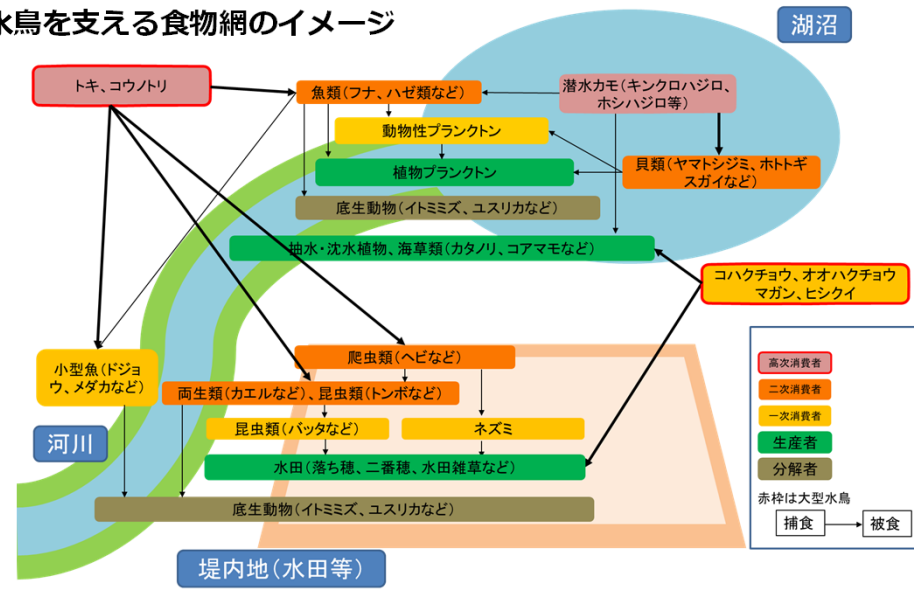 水鳥を支える食物網のイメージ
湖沼
トキ、コウノトリ
魚類(フナ、ハゼ類など)
潜水カモ(キンクロハジロ、
ホシハジロ等)
動物性プランクトン
植物プランクトン
貝類(ヤマトシジミ、ホトトギ
スガイなど)
底生動物(イトミミズ、ユスリカなど)
抽水・沈水植物、海草類(カタノリ、コアマモなど)
コハクチョウ、オオハクチョウ
マガン、ヒシクイ
小型魚(ドジョ
ウ、メダカなど)
爬虫類(ヘビなど)
両生類(カエルなど)、昆虫類(トンボなど)
昆虫類(バッタなど)
ネズミ
河川
水田(落ち穂、二番穂、水田雑草など)
底生動物(イトミミズ、ユスリカなど)
堤内地(水田等)
高次消費者
二次消費者
一次消費者
生産者
分解者
赤枠は大型水鳥
捕食
被食